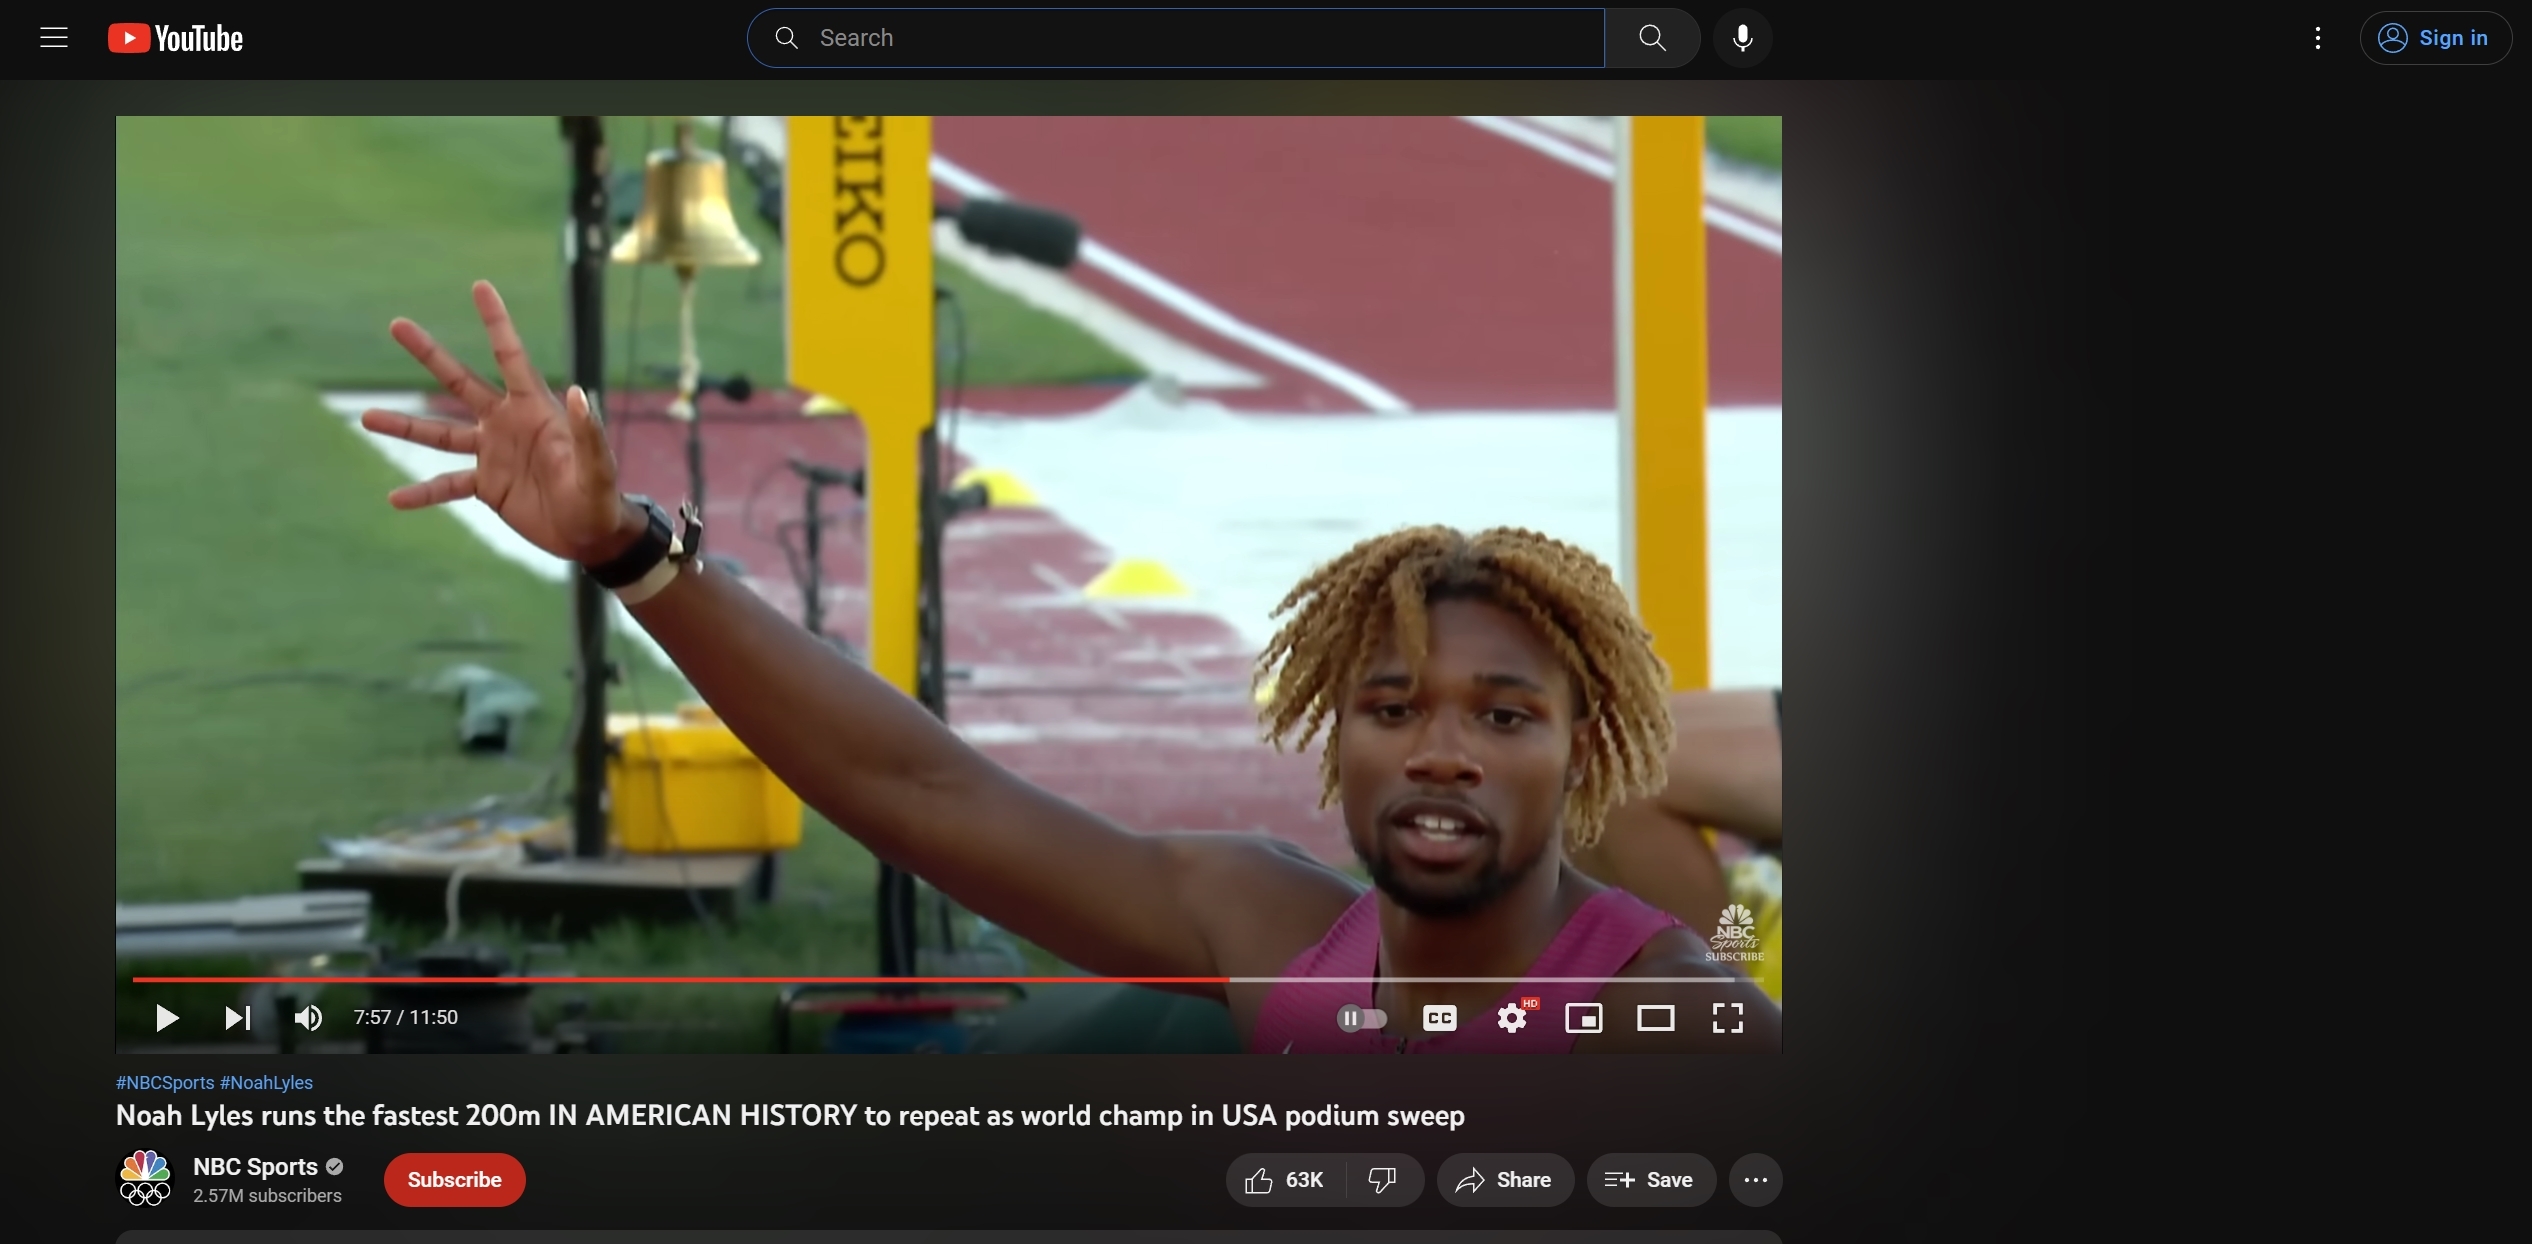 YouTube
Search
Sign in
EIKO
NBC
Sports
SUBSCRIBE
7:57 / 11:50
CC
HD
#NBCSports #NoahLyles
Noah Lyles runs the fastest 200m IN AMERICAN HISTORY to repeat as world champ in USA podium sweep
NBC Sports
2.57M subscribers
Subscribe
63K
Share
Save